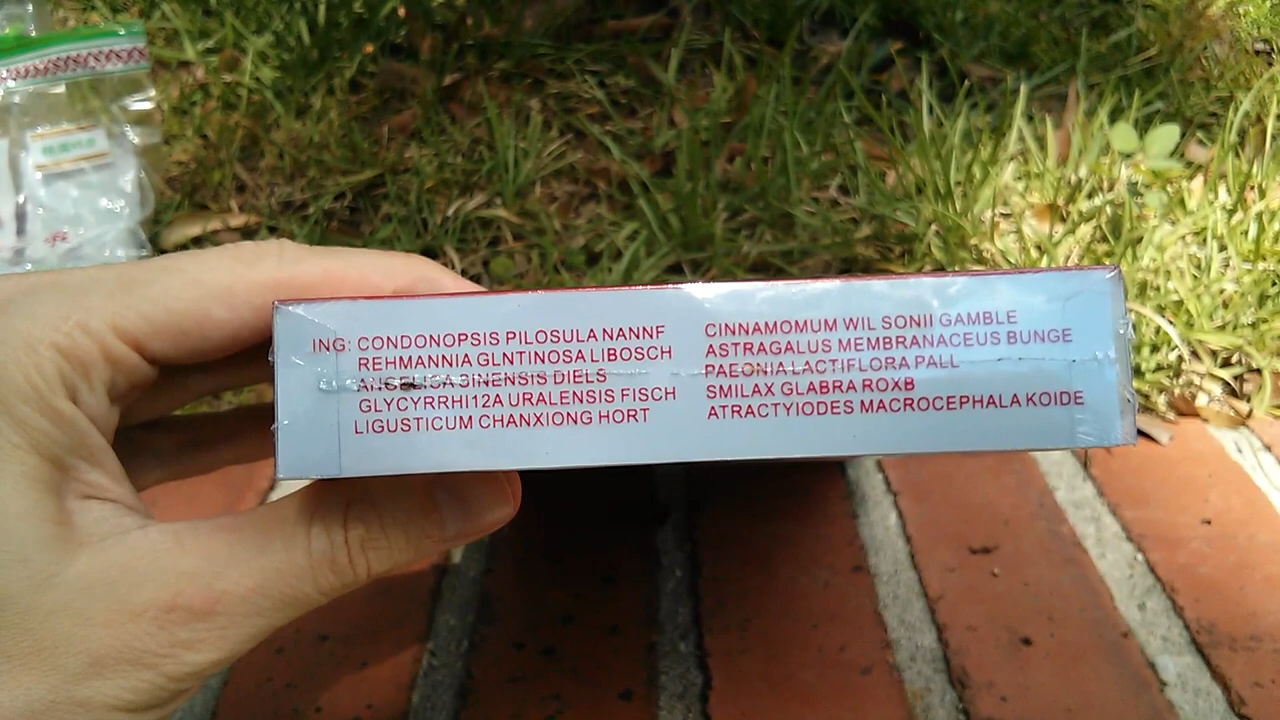 ING: CONDONOPSIS PILOSULA NANNF
REHMANNIA GLNTINOSA LIBOSCH
ANGELICA SINENSIS DIELS
GLYCYRRHI12A URALENSIS FISCH
LIGUSTICUM CHANXIONG HORT
CINNAMOMUM WIL SONII GAMBLE
ASTRAGALUS MEMBRANACEUS BUNGE
PAEONIA LACTIFLORA PALL
SMILAX GLABRA ROXB
ATRACTYIODES MACROCEPHALA KOIDE